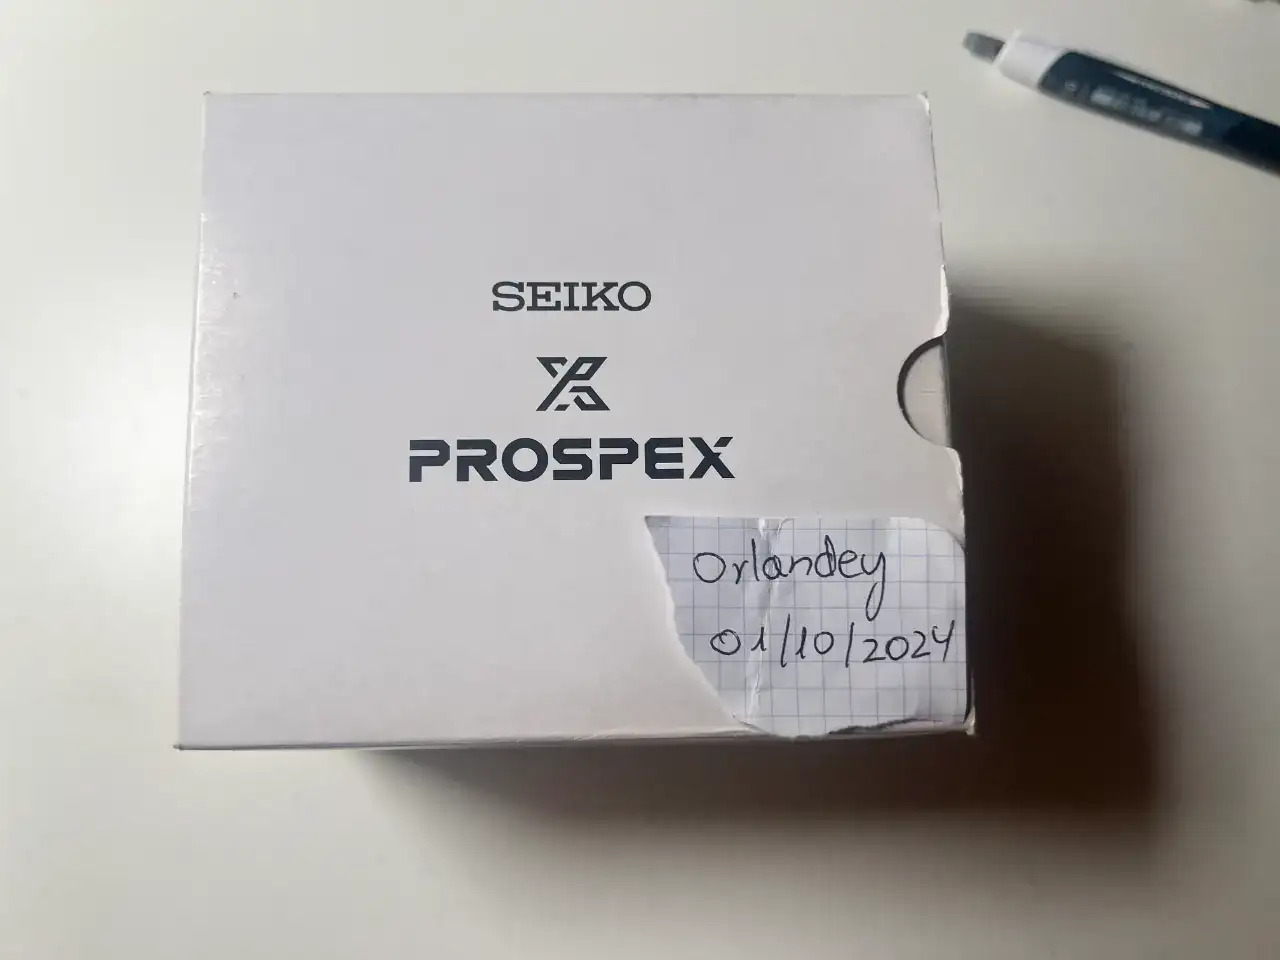 SEIKO
PROSPEX
Orlandey
01/10/2024